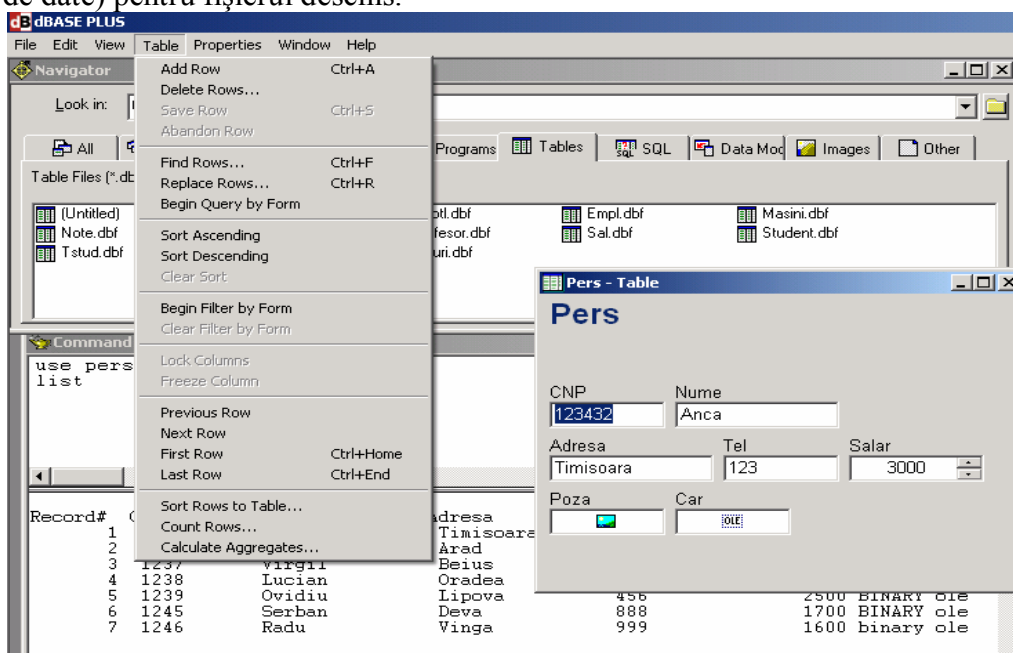 de date) pentru fişierul deschis.
dBASE PLUS
File Edit View Table Properties Window Help
Navigator
Look in:
All Programs Tables SQL Data Mod Images Other
Table Files (*.db
(Untitled) otl.dbf Empl.dbf Masini.dbf
Note.dbf fesor.dbf Sal.dbf Student.dbf
Tstud.dbf uri.dbf
Add Row Ctrl+A
Delete Rows...
Save Row Ctrl+S
Abandon Row
Find Rows... Ctrl+F
Replace Rows... Ctrl+R
Begin Query by Form
Sort Ascending
Sort Descending
Clear Sort
Begin Filter by Form
Clear Filter by Form
Lock Columns
Freeze Column
Previous Row
Next Row
First Row Ctrl+Home
Last Row Ctrl+End
Sort Rows to Table...
Count Rows...
Calculate Aggregates...
Pers - Table
Pers
CNP Nume
123432 Anca
Adresa Tel Salar
Timisoara 123 3000
Poza Car
OLE
Command
use pers
list
Record# adresa
1 Timisoara
2 Arad
3 1237 Virgil Beius
4 1238 Lucian Oradea
5 1239 Ovidiu Lipova 456 2500 BINARY ole
6 1245 Serban Deva 888 1700 BINARY ole
7 1246 Radu Vinga 999 1600 binary ole